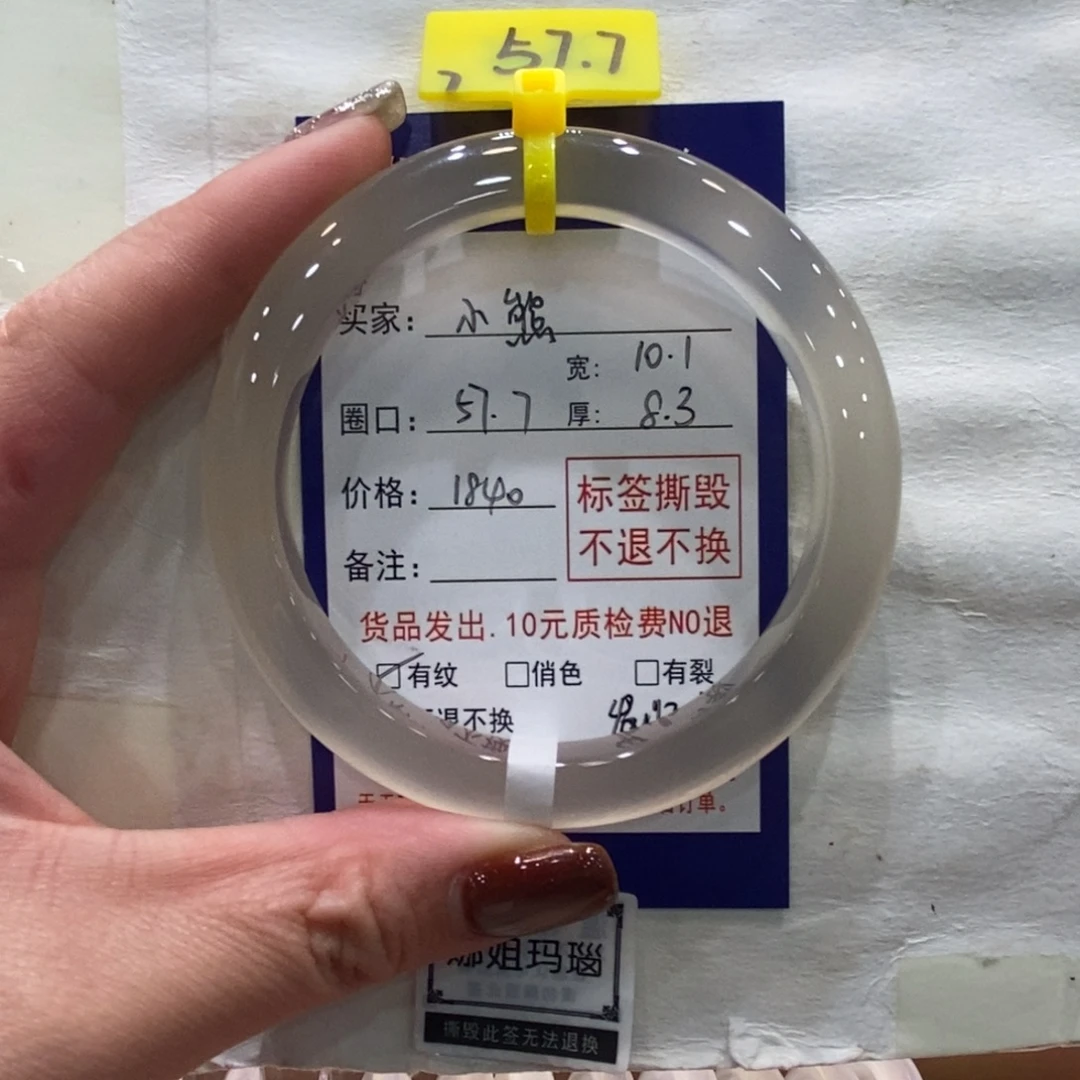 57.7
7
买家: 小熊
宽: 10.1
圈口: 57.7 厚: 8.3
价格: 1840
标签撕毁
不退不换
备注:
货品发出.10元质检费NO退
有纹 俏色 有裂
退不换
订单。
姐玛瑙
撕毁此签无法退换